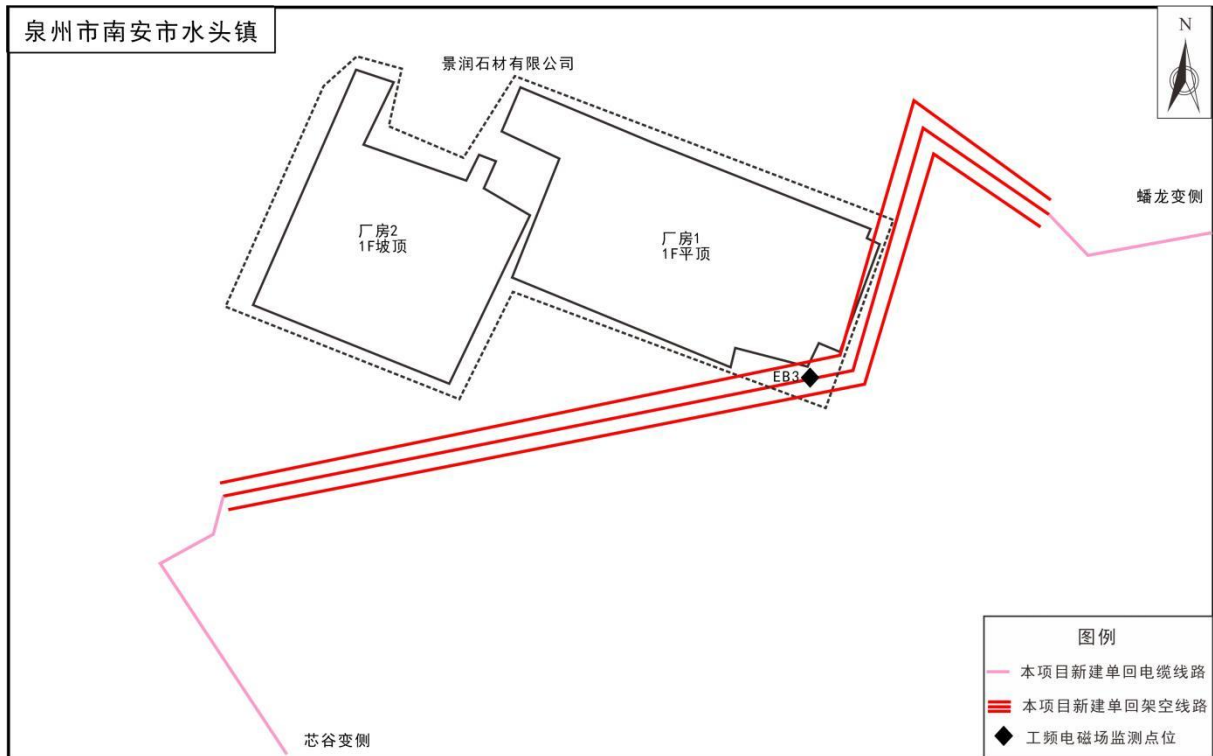 泉州市南安市水头镇
N
景润石材有限公司
蟠龙变侧
厂房2
1F坡顶
厂房1
1F平顶
EB3
图例
本项目新建单回电缆线路
本项目新建单回架空线路
工频电磁场监测点位
芯谷变侧